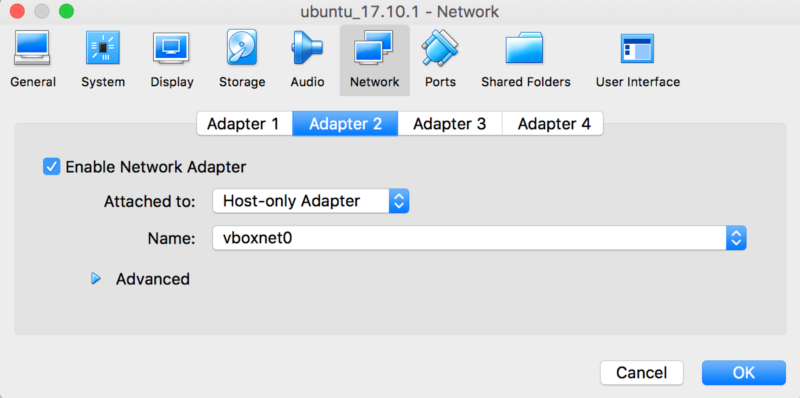 ubuntu_17.10.1 - Network
General System Display Storage Audio Network Ports Shared Folders User Interface
Adapter 1 Adapter 2 Adapter 3 Adapter 4
Enable Network Adapter
Attached to: Host-only Adapter
Name: vboxnet0
Advanced
Cancel OK